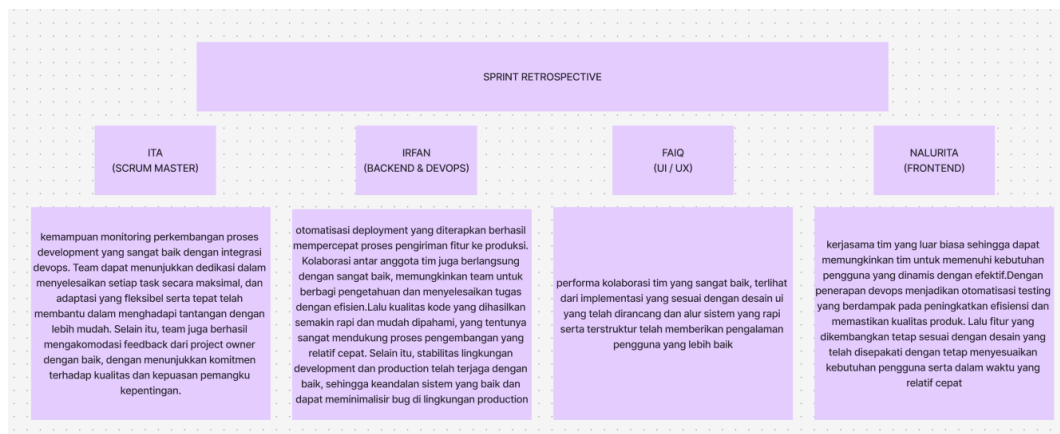 SPRINT RETROSPECTIVE
ITA
(SCRUM MASTER)
IRFAN
(BACKEND & DEVOPS)
FAIQ
(UI / UX)
NALURITA
(FRONTEND)
kemampuan monitoring perkembangan proses
development yang sangat baik dengan integrasi
devops. Team dapat menunjukkan dedikasi dalam
menyelesaikan setiap task secara maksimal, dan
adaptasi yang fleksibel serta tepat telah
membantu dalam menghadapi tantangan dengan
lebih mudah. Selain itu, team juga berhasil
mengakomodasi feedback dari project owner
dengan baik, dengan menunjukkan komitmen
terhadap kualitas dan kepuasan pemangku
kepentingan.
otomatisasi deployment yang diterapkan berhasil
mempercepat proses pengiriman fitur ke produksi.
Kolaborasi antar anggota tim juga berlangsung
dengan sangat baik, memungkinkan team untuk
berbagi pengetahuan dan menyelesaikan tugas
dengan efisien.Lalu kualitas kode yang dihasilkan
semakin rapi dan mudah dipahami, yang tentunya
sangat mendukung proses pengembangan yang
relatif cepat. Selain itu, stabilitas lingkungan
development dan production telah terjaga dengan
baik, sehingga keandalan sistem yang baik dan
dapat meminimalisir bug di lingkungan production
performa kolaborasi tim yang sangat baik, terlihat
dari implementasi yang sesuai dengan desain ui
yang telah dirancang dan alur sistem yang rapi
serta terstruktur telah memberikan pengalaman
pengguna yang lebih baik
kerjasama tim yang luar biasa sehingga dapat
memungkinkan tim untuk memenuhi kebutuhan
pengguna yang dinamis dengan efektif.Dengan
penerapan devops menjadikan otomatisasi testing
yang berdampak pada peningkatan efisiensi dan
memastikan kualitas produk. Lalu fitur yang
dikembangkan tetap sesuai dengan desain yang
telah disepakati dengan tetap menyesuaikan
kebutuhan pengguna serta dalam waktu yang
relatif cepat